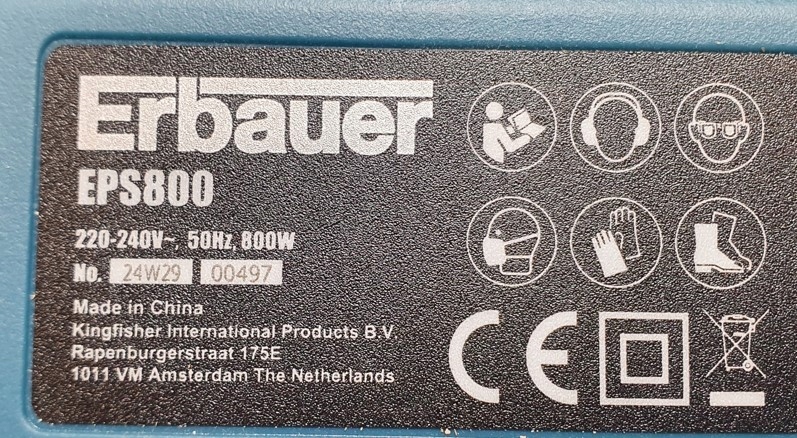 Erbauer
EPS800
220-240V~, 50Hz, 800W
No. 24W29 00497
Made in China
Kingfisher International Products B.V.
Rapenburgerstraat 175E
1011 VM Amsterdam The Netherlands
CE